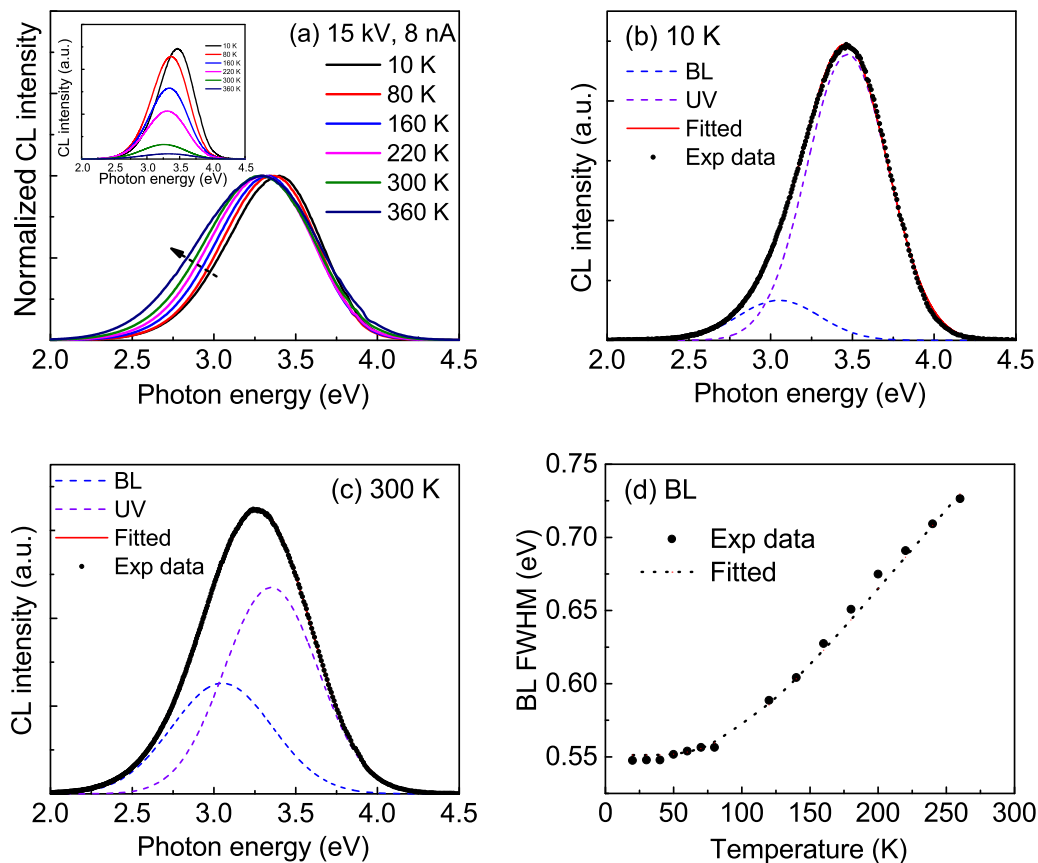 (a) 15 kV, 8 nA
10 K
80 K
160 K
220 K
300 K
360 K
Normalized CL intensity
2.0 2.5 3.0 3.5 4.0 4.5
Photon energy (eV)
CL intensity (a.u.)
10 K
80 K
160 K
220 K
300 K
360 K
2.0 2.5 3.0 3.5 4.0 4.5
Photon energy (eV)
(b) 10 K
BL
UV
Fitted
Exp data
CL intensity (a.u.)
2.0 2.5 3.0 3.5 4.0 4.5
Photon energy (eV)
(c) 300 K
BL
UV
Fitted
Exp data
CL intensity (a.u.)
2.0 2.5 3.0 3.5 4.0 4.5
Photon energy (eV)
(d) BL
Exp data
Fitted
BL FWHM (eV)
0.75
0.70
0.65
0.60
0.55
0 50 100 150 200 250 300
Temperature (K)